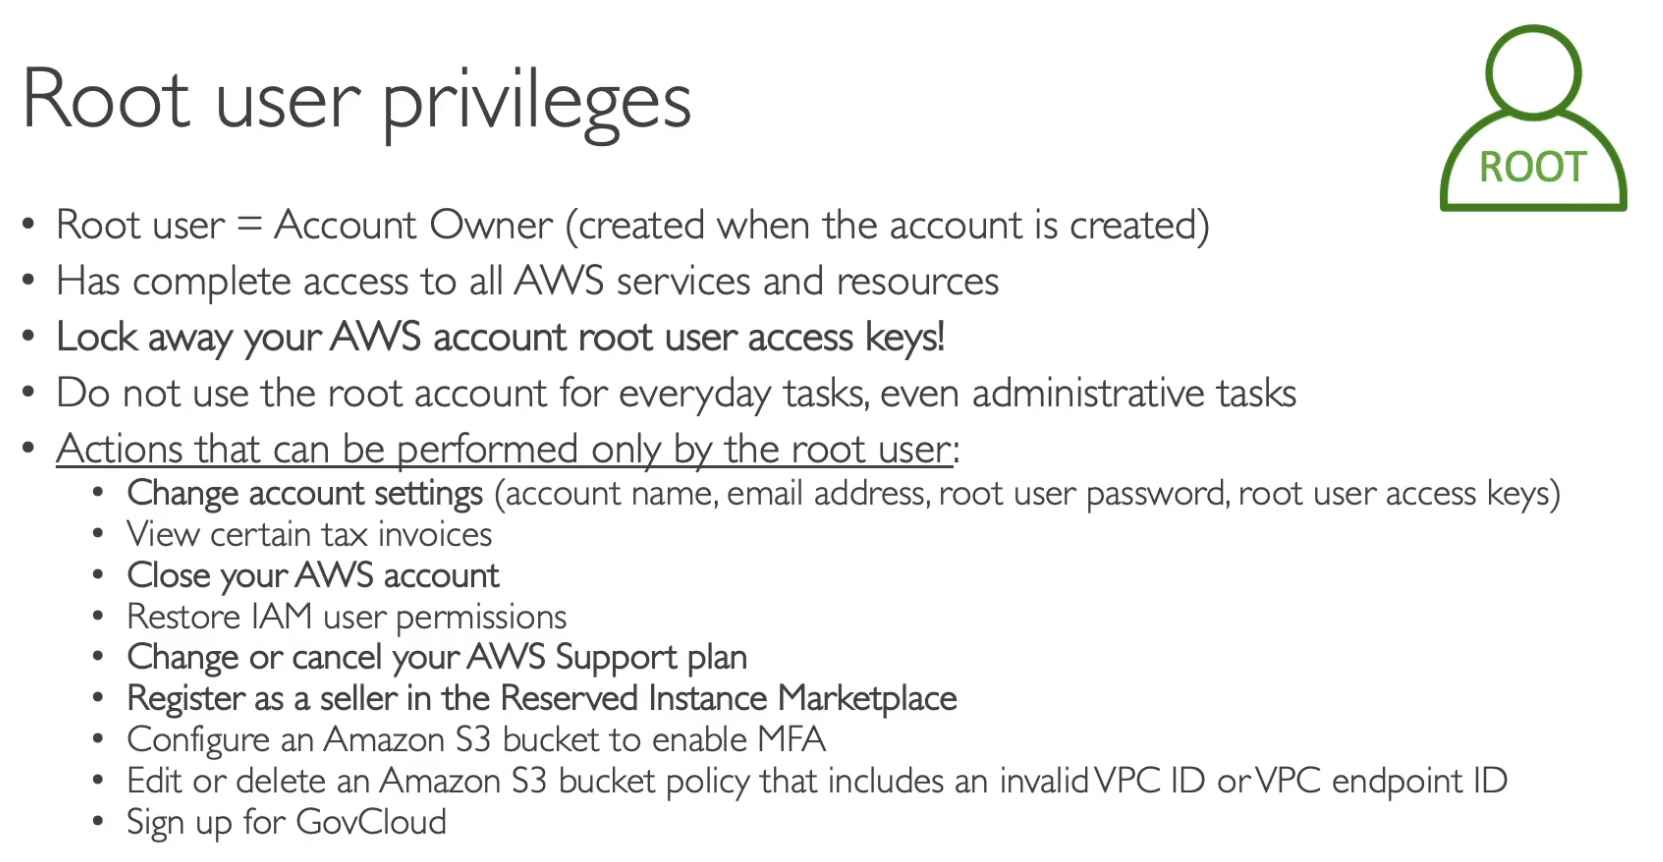 Root user privileges
ROOT
• Root user = Account Owner (created when the account is created)
• Has complete access to all AWS services and resources
• Lock away your AWS account root user access keys!
• Do not use the root account for everyday tasks, even administrative tasks
• Actions that can be performed only by the root user:
• Change account settings (account name, email address, root user password, root user access keys)
• View certain tax invoices
• Close your AWS account
• Restore IAM user permissions
• Change or cancel your AWS Support plan
• Register as a seller in the Reserved Instance Marketplace
• Configure an Amazon S3 bucket to enable MFA
• Edit or delete an Amazon S3 bucket policy that includes an invalid VPC ID or VPC endpoint ID
• Sign up for GovCloud